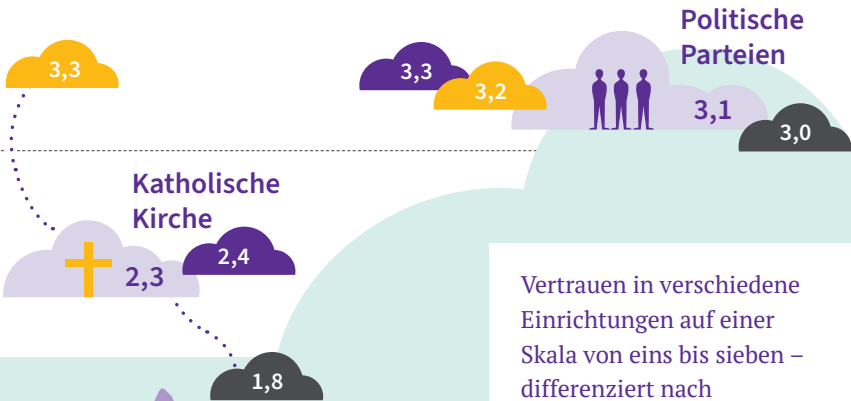 Politische
Parteien
3,3
3,3
3,2
3,1
3,0
Katholische
Kirche
2,4
2,3
1,8
Vertrauen in verschiedene
Einrichtungen auf einer
Skala von eins bis sieben –
differenziert nach